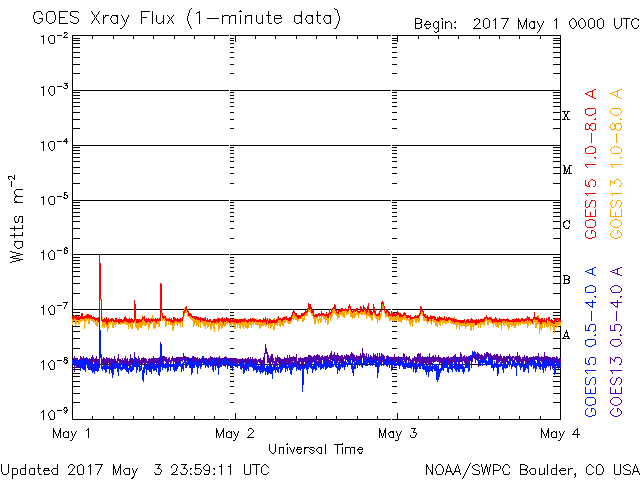 GOES Xray Flux (1-minute data)
Begin: 2017 May 1 0000 UTC
10⁻²
10⁻³
10⁻⁴
10⁻⁵
10⁻⁶
10⁻⁷
10⁻⁸
10⁻⁹
Watts m⁻²
X
M
C
B
A
GOES15 1.0-8.0 A
GOES13 1.0-8.0 A
GOES15 0.5-4.0 A
GOES13 0.5-4.0 A
May 1
May 2
May 3
May 4
Universal Time
Updated 2017 May 3 23:59:11 UTC
NOAA/SWPC Boulder, CO USA